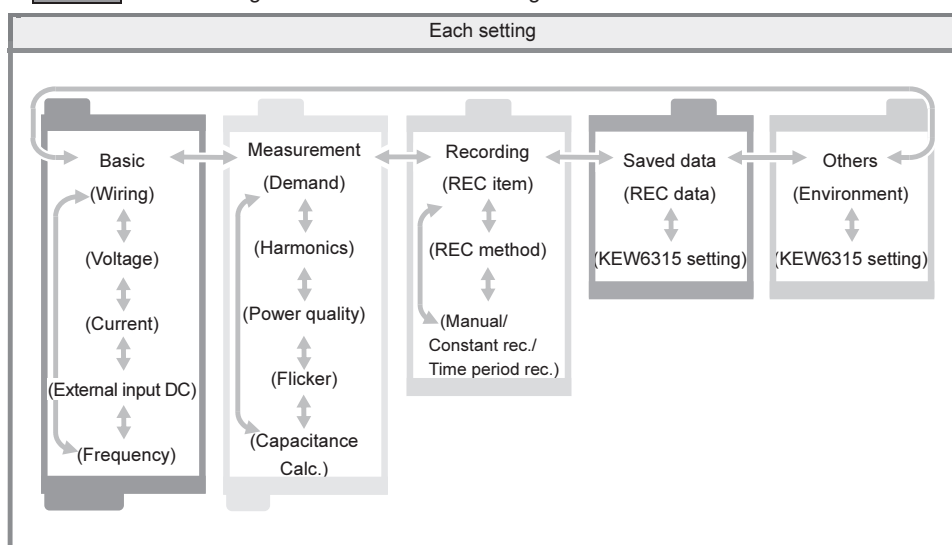 Each setting
Basic
(Wiring)
(Voltage)
(Current)
(External input DC)
(Frequency)
Measurement
(Demand)
(Harmonics)
(Power quality)
(Flicker)
(Capacitance
Calc.)
Recording
(REC item)
(REC method)
(Manual/
Constant rec./
Time period rec.)
Saved data
(REC data)
(KEW6315 setting)
Others
(Environment)
(KEW6315 setting)